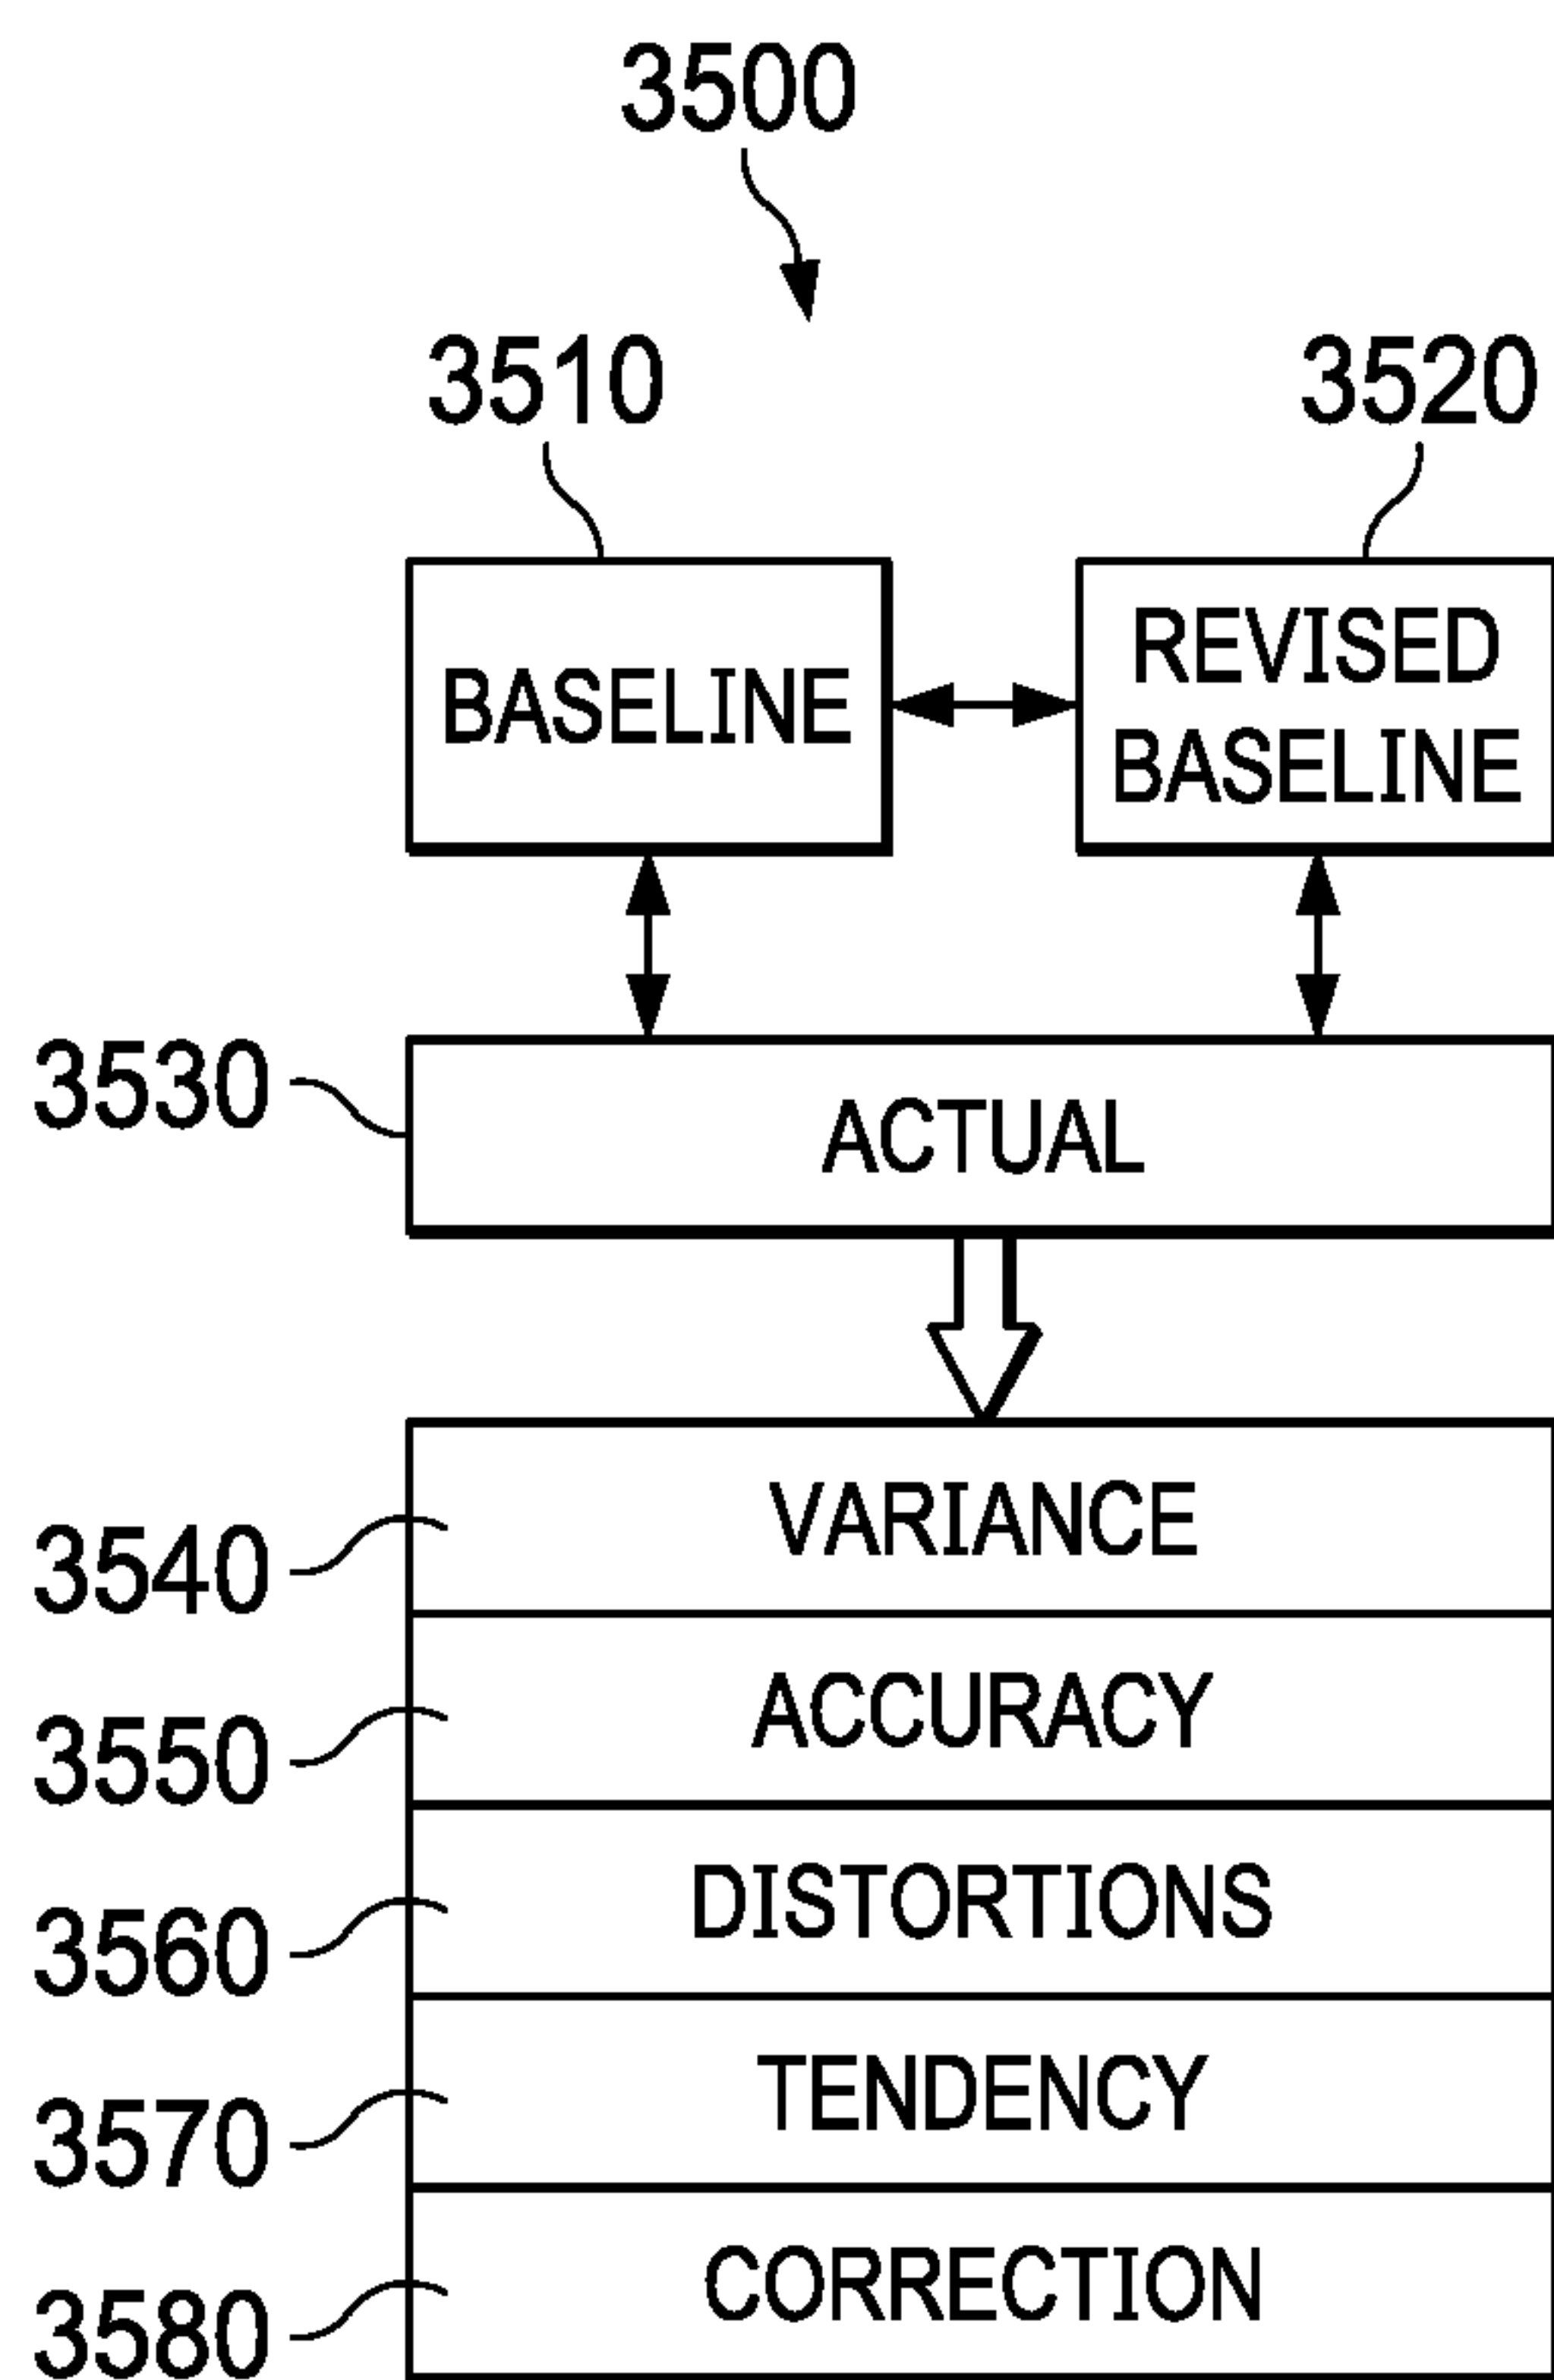 3500
3510
3520
BASELINE
REVISED
BASELINE
3530
ACTUAL
3540
VARIANCE
3550
ACCURACY
3560
DISTORTIONS
3570
TENDENCY
3580
CORRECTION